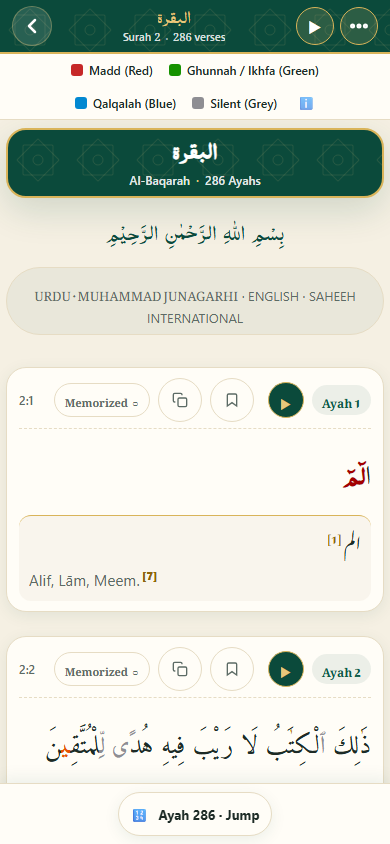 البقرة
Surah 2 · 286 verses
Madd (Red) Ghunnah / Ikhfa (Green)
Qalqalah (Blue) Silent (Grey)
البقرة
Al-Baqarah · 286 Ayahs
بِسْمِ اللهِ الرَّحْمٰنِ الرَّحِيْمِ
URDU · MUHAMMAD JUNAGARHI · ENGLISH · SAHEEH
INTERNATIONAL
2:1 Memorized Ayah 1
الٓمّٓ
الم[1]
Alif, Lām, Meem.[7]
2:2 Memorized Ayah 2
ذَٰلِكَ ٱلْكِتَـٰبُ لَا رَيْبَ فِيهِ هُدًى لِّلْمُتَّقِينَ
Ayah 286 · Jump